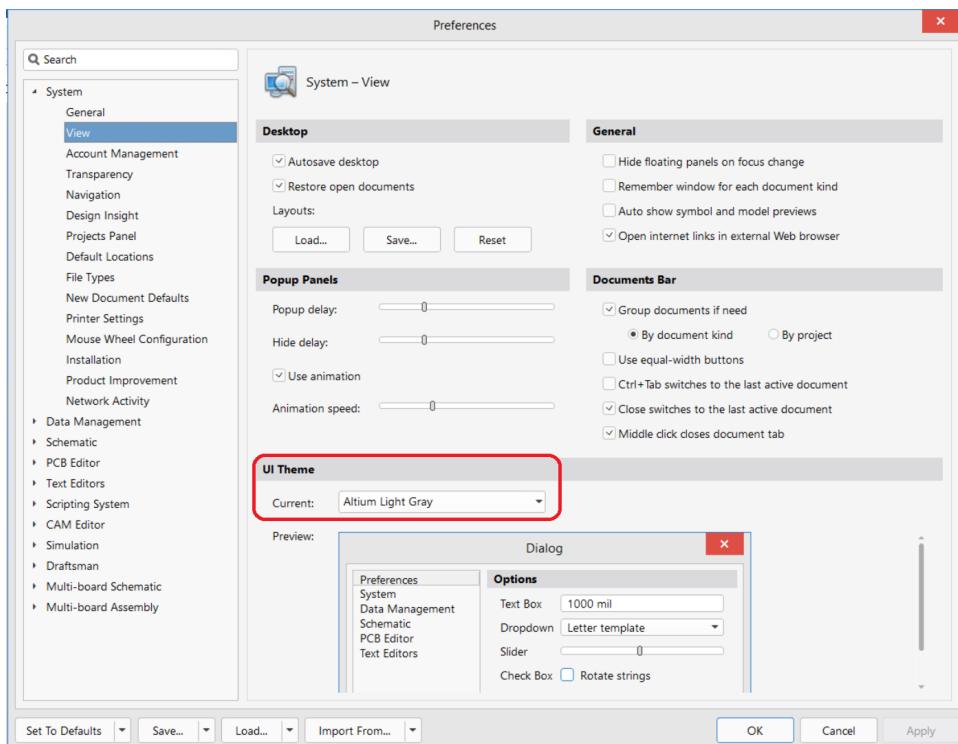 Preferences
Search
System
General
View
Account Management
Transparency
Navigation
Design Insight
Projects Panel
Default Locations
File Types
New Document Defaults
Printer Settings
Mouse Wheel Configuration
Installation
Product Improvement
Network Activity
Data Management
Schematic
PCB Editor
Text Editors
Scripting System
CAM Editor
Simulation
Draftsman
Multi-board Schematic
Multi-board Assembly
System – View
Desktop
Autosave desktop
Restore open documents
Layouts:
Load... Save... Reset
General
Hide floating panels on focus change
Remember window for each document kind
Auto show symbol and model previews
Open internet links in external Web browser
Popup Panels
Popup delay:
Hide delay:
Use animation
Animation speed:
Documents Bar
Group documents if need
By document kind By project
Use equal-width buttons
Ctrl+Tab switches to the last active document
Close switches to the last active document
Middle click closes document tab
UI Theme
Current: Altium Light Gray
Preview:
Dialog
Preferences
System
Data Management
Schematic
PCB Editor
Text Editors
Options
Text Box 1000 mil
Dropdown Letter template
Slider
Check Box Rotate strings
Set To Defaults Save... Load... Import From... OK Cancel Apply